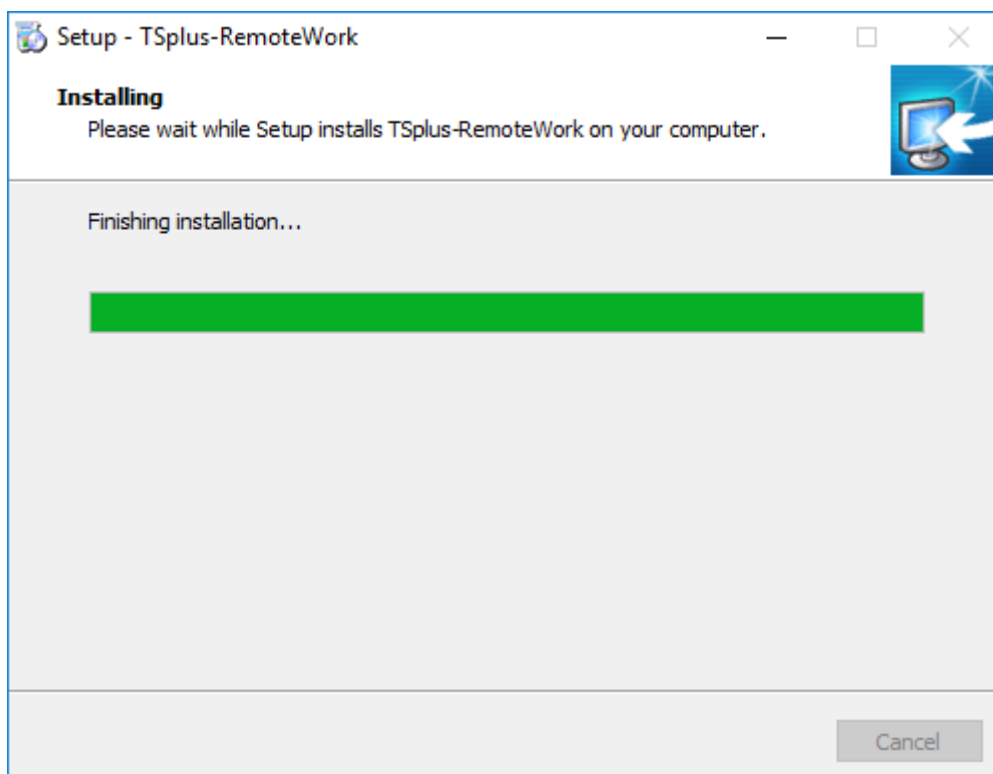 Setup - TSplus-RemoteWork
Installing
Please wait while Setup installs TSplus-RemoteWork on your computer.
Finishing installation...
Cancel